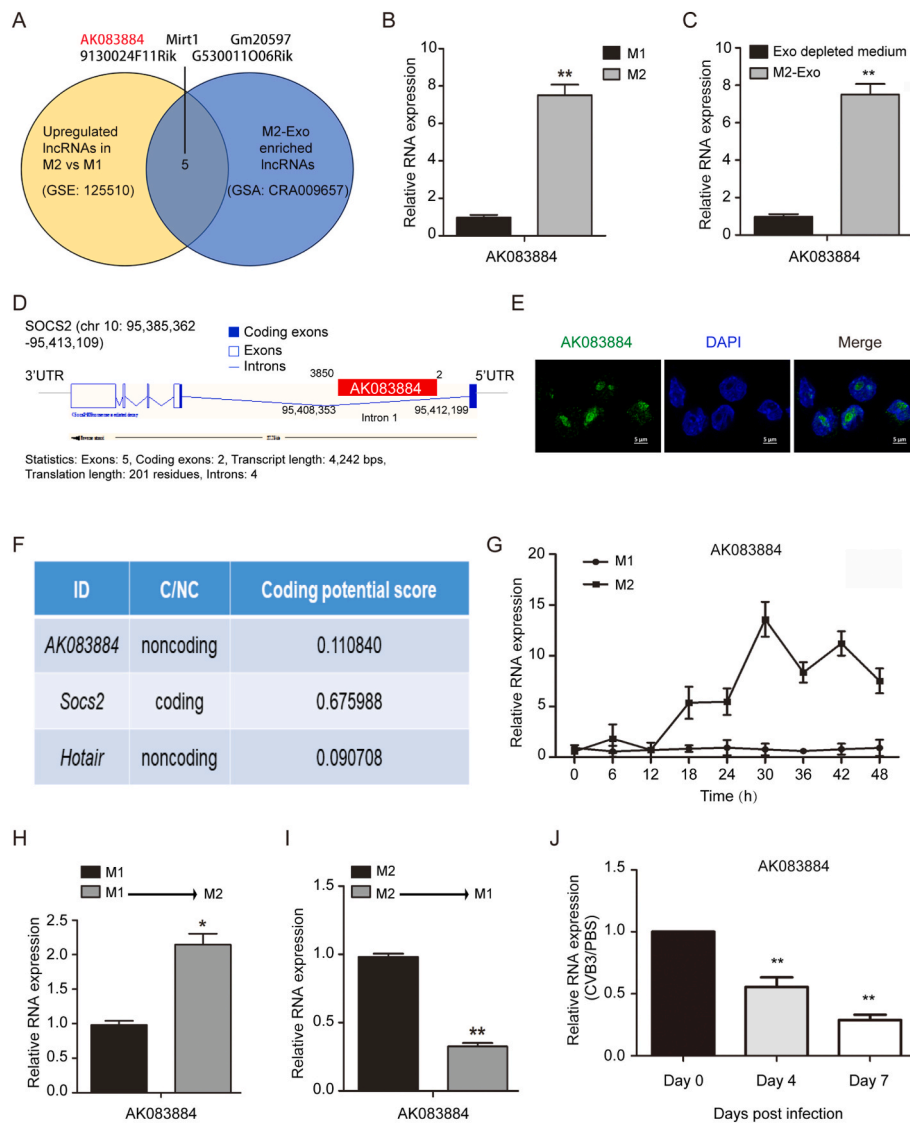 A
AK083884 Mirt1 Gm20597
9130024F11Rik G530011O06Rik
Upregulated
lncRNAs in
M2 vs M1
(GSE: 125510)
5
M2-Exo
enriched
lncRNAs
(GSA: CRA009657)
B
M1
M2
Relative RNA expression
10
8
6
4
2
0
**
AK083884
C
Exo depleted medium
M2-Exo
Relative RNA expression
10
8
6
4
2
0
**
AK083884
D
SOCS2 (chr 10: 95,385,362
-95,413,109)
Coding exons
Exons
Introns
3'UTR
3850
AK083884
2
5'UTR
95,408,353
Intron 1
95,412,199
Statistics: Exons: 5, Coding exons: 2, Transcript length: 4,242 bps,
Translation length: 201 residues, Introns: 4
E
AK083884
DAPI
Merge
5 μm
5 μm
5 μm
F
ID C/NC Coding potential score
AK083884 noncoding 0.110840
Socs2 coding 0.675988
Hotair noncoding 0.090708
G
AK083884
M1
M2
Relative RNA expression
20
15
10
5
0
0 6 12 18 24 30 36 42 48
Time (h)
H
M1
M1 M2
Relative RNA expression
2.5
2.0
1.5
1.0
0.5
0.0
*
AK083884
I
M2
M2 M1
Relative RNA expression
1.5
1.0
0.5
0.0
**
AK083884
J
AK083884
Relative RNA expression
(CVB3/PBS)
1.5
1.0
0.5
0.0
**
**
Day 0 Day 4 Day 7
Days post infection